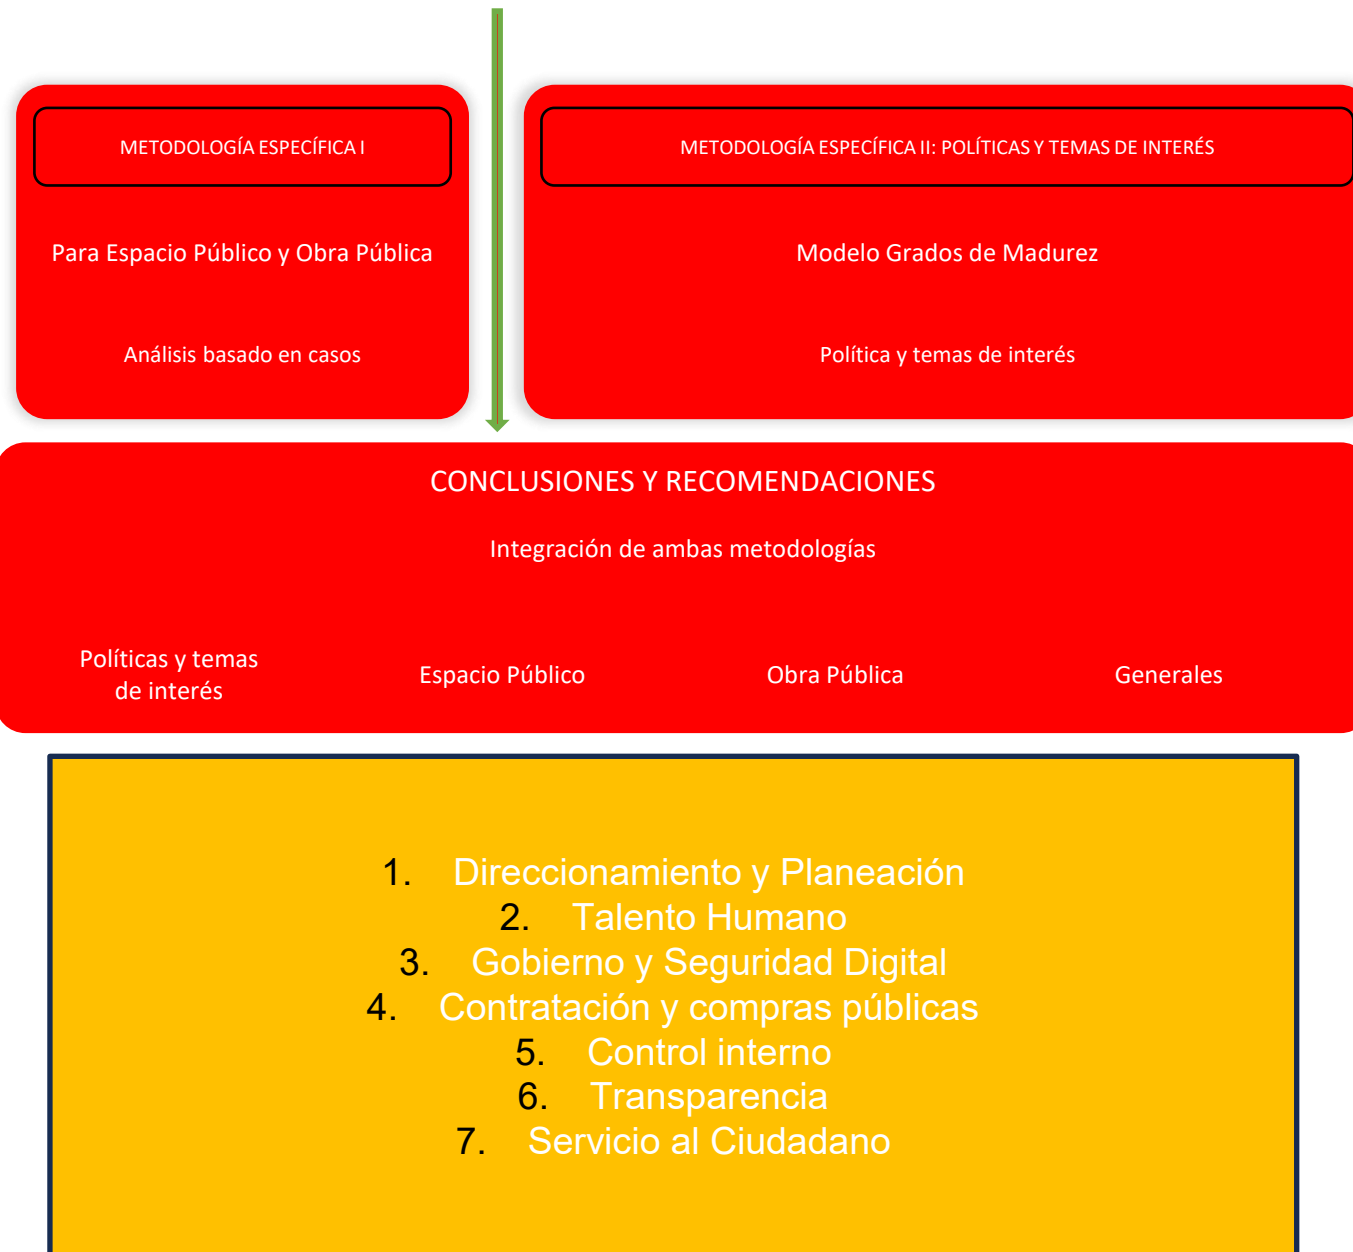 METODOLOGÍA ESPECÍFICA I
Para Espacio Público y Obra Pública
Análisis basado en casos
METODOLOGÍA ESPECÍFICA II: POLÍTICAS Y TEMAS DE INTERÉS
Modelo Grados de Madurez
Política y temas de interés
CONCLUSIONES Y RECOMENDACIONES
Integración de ambas metodologías
Políticas y temas
de interés
Espacio Público
Obra Pública
Generales
1. Direccionamiento y Planeación
2. Talento Humano
3. Gobierno y Seguridad Digital
4. Contratación y compras públicas
5. Control interno
6. Transparencia
7. Servicio al Ciudadano